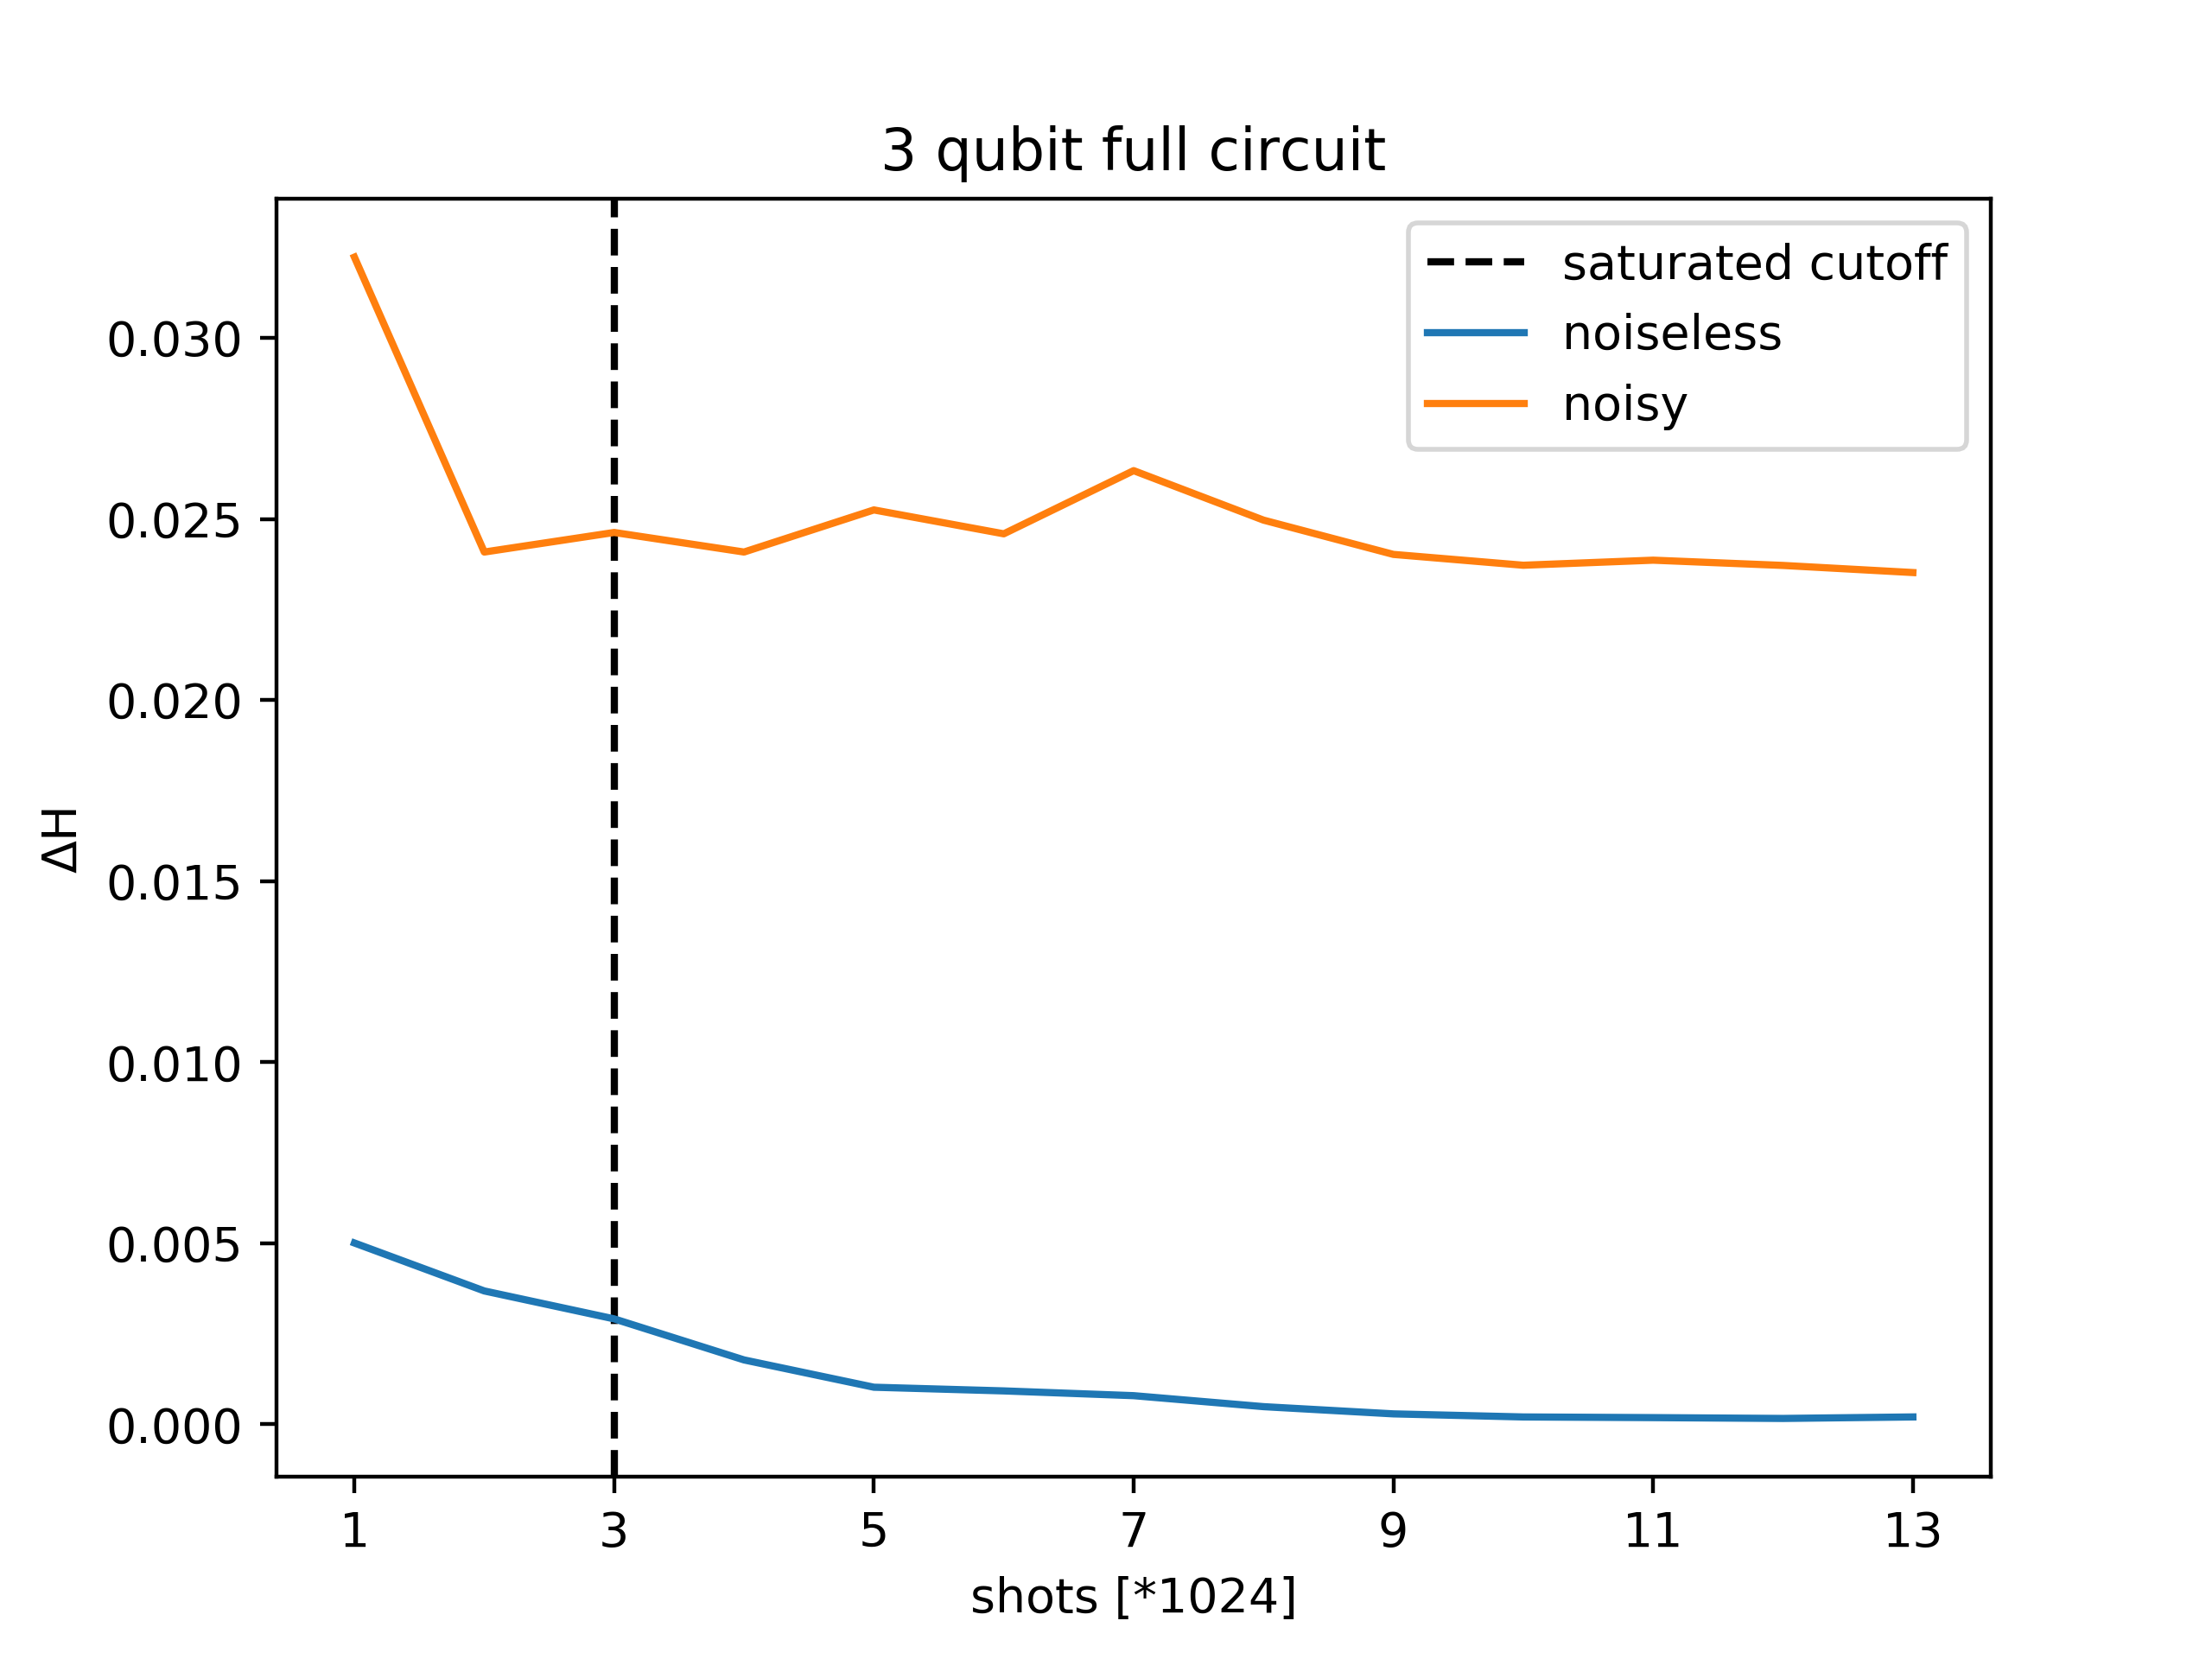 3 qubit full circuit
saturated cutoff
noiseless
noisy
0.030
0.025
0.020
0.015
0.010
0.005
0.000
ΔH
1 3 5 7 9 11 13
shots [*1024]